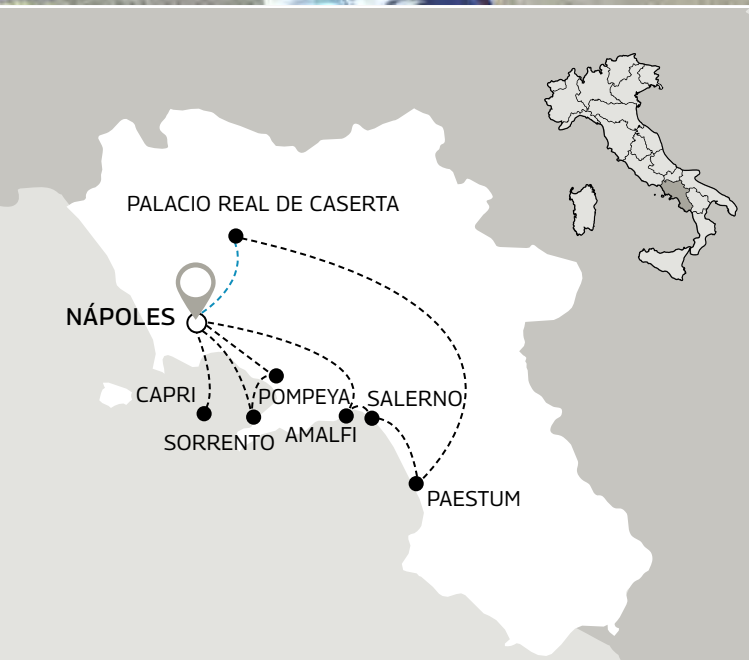 PALACIO REAL DE CASERTA
NÁPOLES
CAPRI
POMPEYA
SALERNO
SORRENTO
AMALFI
PAESTUM